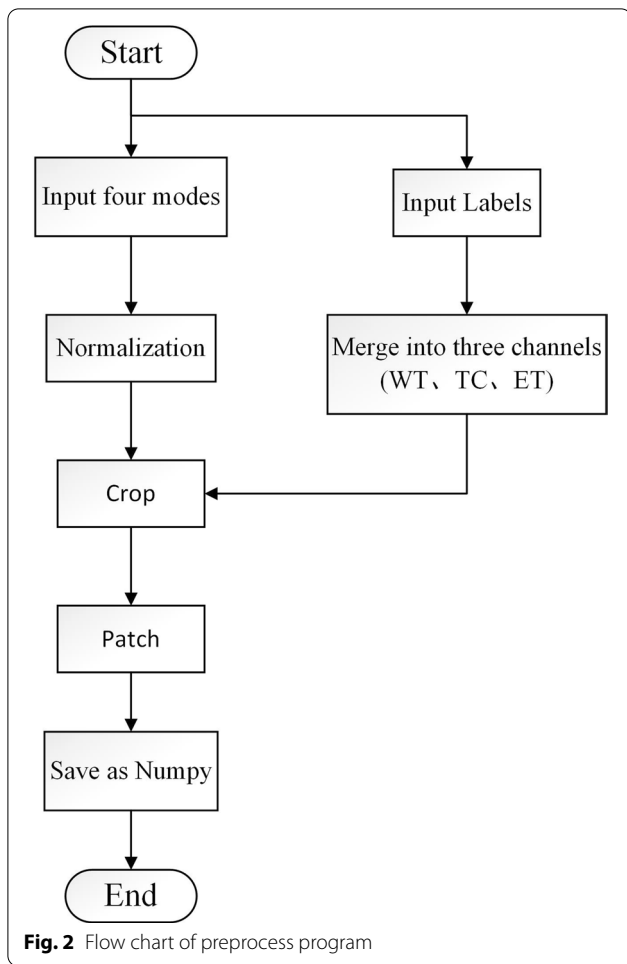 Start
Input four modes
Input Labels
Normalization
Merge into three channels
(WT、TC、ET)
Crop
Patch
Save as Numpy
End
Fig. 2 Flow chart of preprocess program